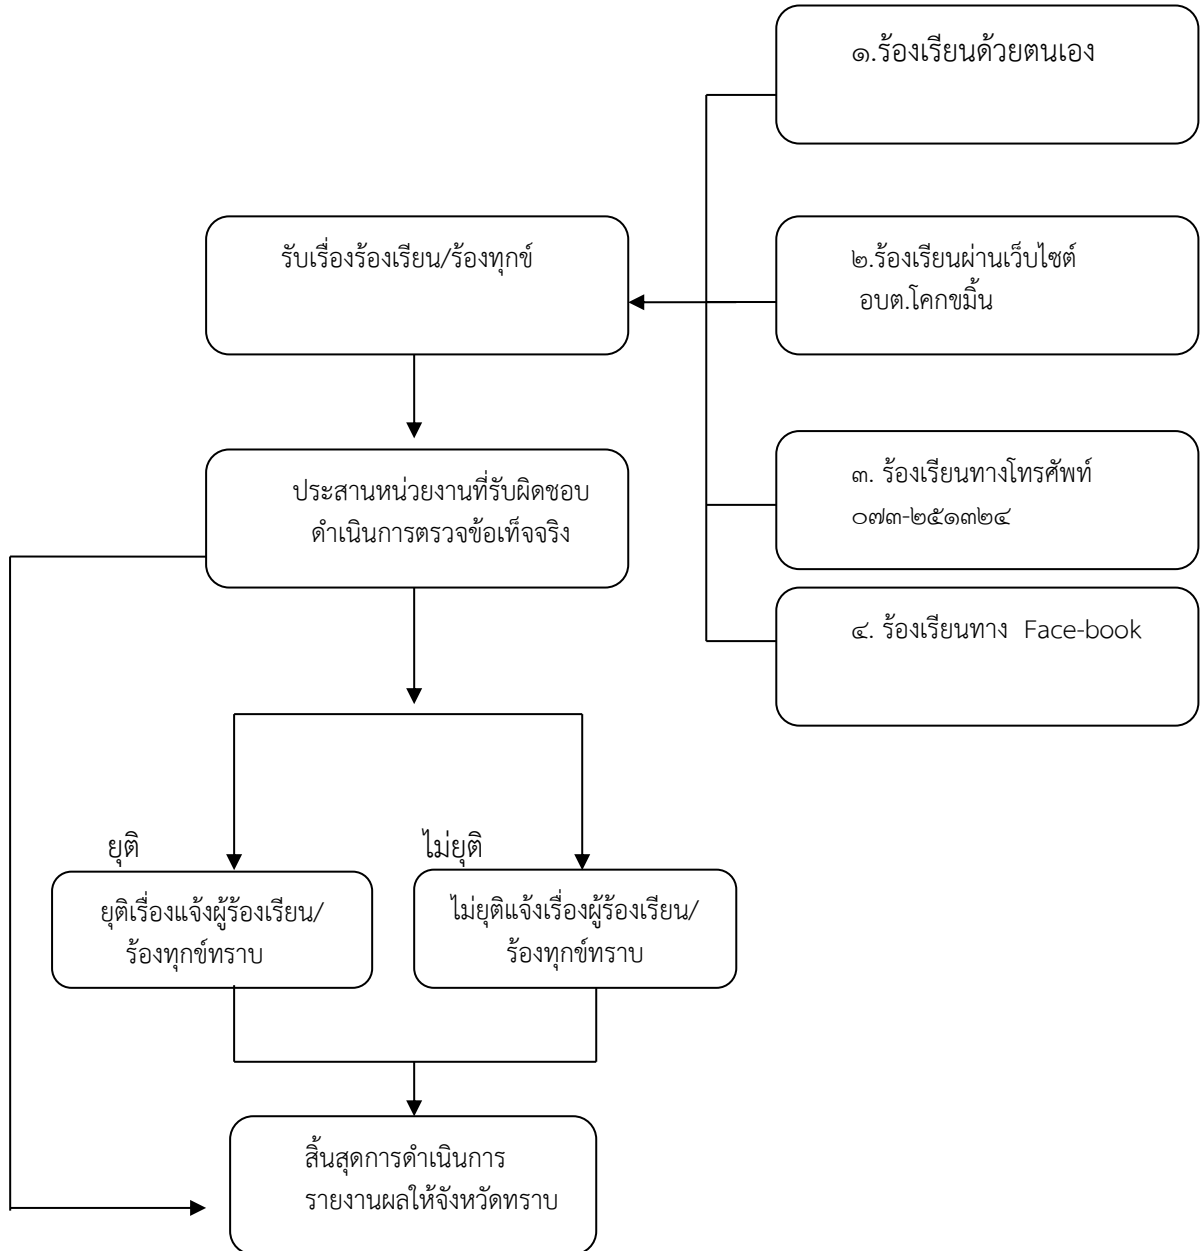 ๑.ร้องเรียนด้วยตนเอง
รับเรื่องร้องเรียน/ร้องทุกข์
๒.ร้องเรียนผ่านเว็บไซต์
อบต.โคกขมิ้น
๓. ร้องเรียนทางโทรศัพท์
๐๗๓-๒๕๑๓๒๔
ประสานหน่วยงานที่รับผิดชอบ
ดำเนินการตรวจข้อเท็จจริง
๔. ร้องเรียนทาง Face-book
ยุติ
ไม่ยุติ
ยุติเรื่องแจ้งผู้ร้องเรียน/
ร้องทุกข์ทราบ
ไม่ยุติแจ้งเรื่องผู้ร้องเรียน/
ร้องทุกข์ทราบ
สิ้นสุดการดำเนินการ
รายงานผลให้จังหวัดทราบ